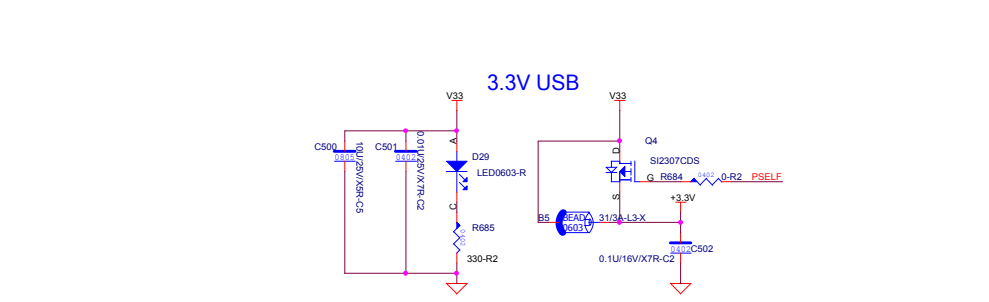 3.3V USB
V33
V33
C500
0805
10U/25V/X5R-C5
C501
0402
0.01U/25V/X7R-C2
A
D29
LED0603-R
C
R685
0402
330-R2
Q4
D
SI2307CDS
G
R684
0402
0-R2
PSELF
S
+3.3V
B5
BEAD
0603
31/3A-L3-X
0402
C502
0.1U/16V/X7R-C2